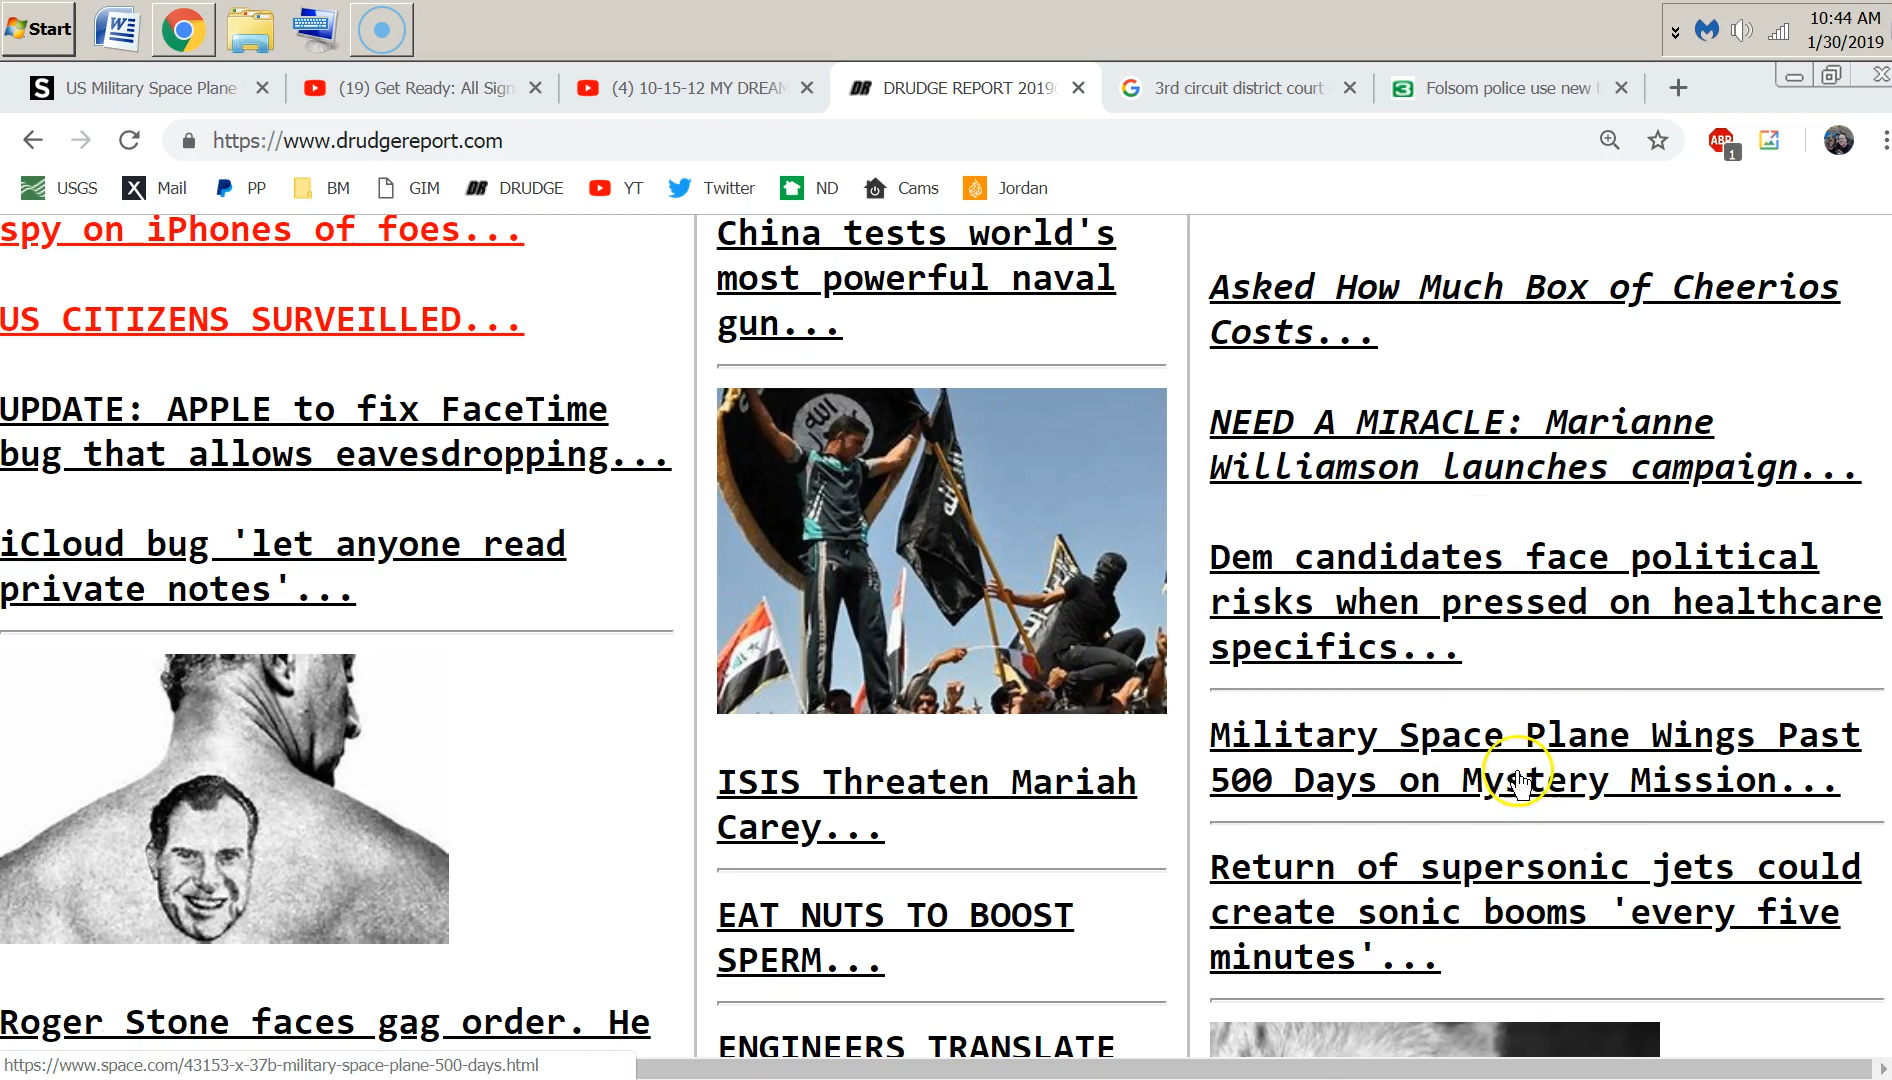 Start
10:44 AM
1/30/2019
US Military Space Plane
(19) Get Ready: All Sign
(4) 10-15-12 MY DREAM
DR
DRUDGE REPORT 2019
3rd circuit district court
Folsom police use new t
https://www.drudgereport.com
ABP
1
USGS
Mail
PP
BM
GIM
DR
DRUDGE
YT
Twitter
ND
Cams
Jordan
spy on iPhones of foes...
US CITIZENS SURVEILLED...
UPDATE: APPLE to fix FaceTime
bug that allows eavesdropping...
iCloud bug 'let anyone read
private notes'...
Roger Stone faces gag order. He
China tests world's
most powerful naval
gun...
ISIS Threaten Mariah
Carey...
EAT NUTS TO BOOST
SPERM...
ENGINEERS TRANSLATE
Asked How Much Box of Cheerios
Costs...
NEED A MIRACLE: Marianne
Williamson launches campaign...
Dem candidates face political
risks when pressed on healthcare
specifics...
Military Space Plane Wings Past
500 Days on Mystery Mission...
Return of supersonic jets could
create sonic booms 'every five
minutes'...
https://www.space.com/43153-x-37b-military-space-plane-500-days.html